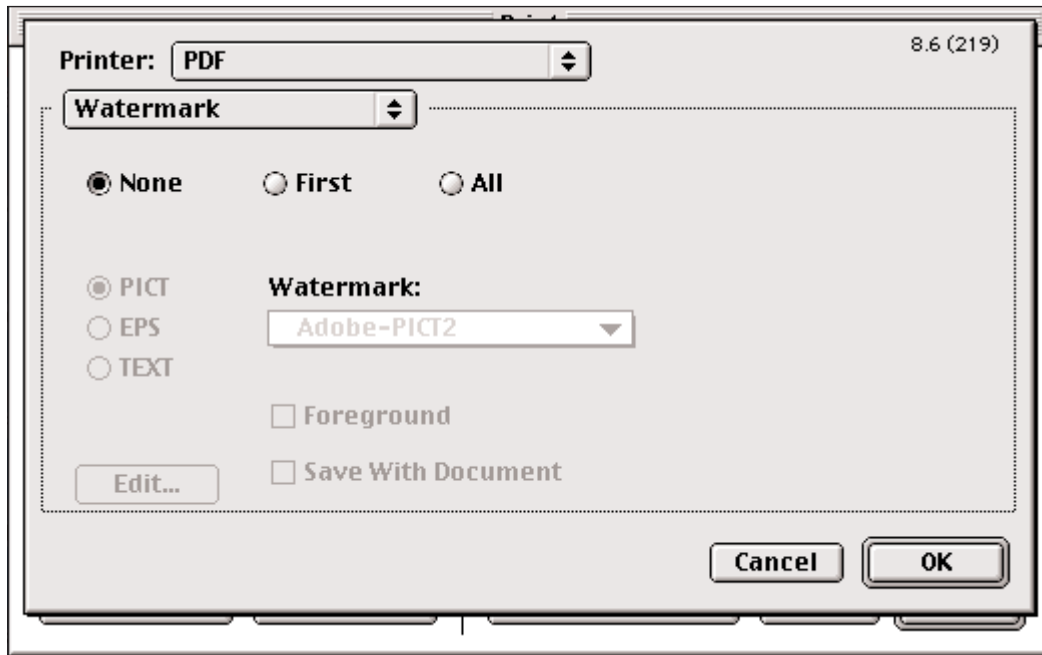 8.6 (219)
Printer: PDF
Watermark
None First All
PICT Watermark:
EPS Adobe-PICT2
TEXT
Foreground
Edit... Save With Document
Cancel OK